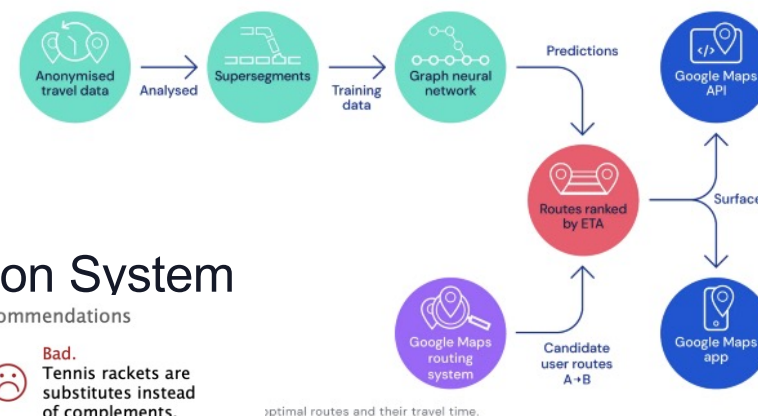 Anonymised
travel data
Analysed
Supersegments
Training
data
Graph neural
network
Predictions
Google Maps
API
Routes ranked
by ETA
Surface
Google Maps
routing
system
Candidate
user routes
A→B
Google Maps
app
on System
ommendations
Bad.
Tennis rackets are
substitutes instead
of complements.
optimal routes and their travel time.